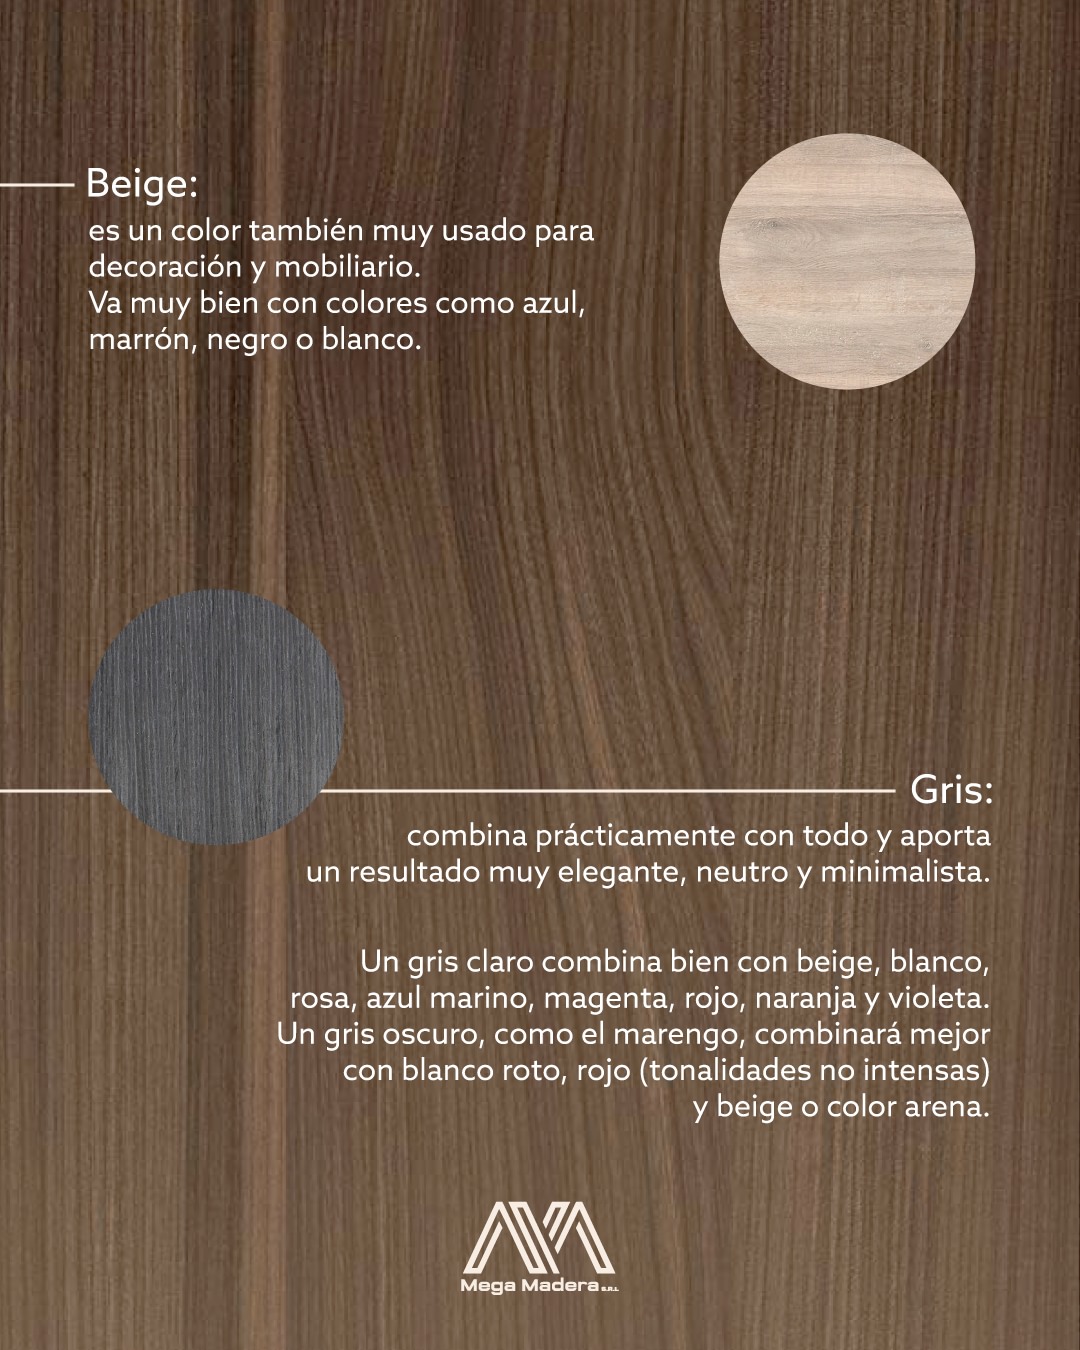 Beige:
es un color también muy usado para
decoración y mobiliario.
Va muy bien con colores como azul,
marrón, negro o blanco.
Gris:
combina prácticamente con todo y aporta
un resultado muy elegante, neutro y minimalista.
Un gris claro combina bien con beige, blanco,
rosa, azul marino, magenta, rojo, naranja y violeta.
Un gris oscuro, como el marengo, combinará mejor
con blanco roto, rojo (tonalidades no intensas)
y beige o color arena.
Mega Madera S.R.L.